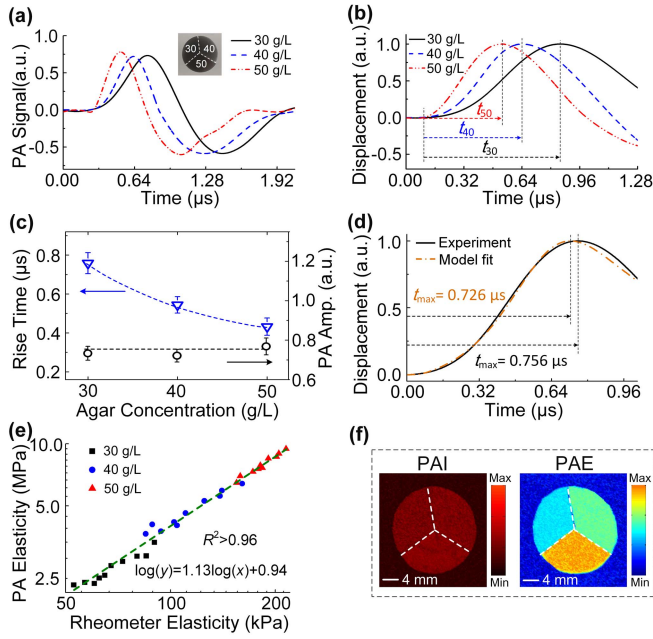 (a)
PA Signal(a.u.)
1.0
0.5
0.0
-0.5
0.00 0.64 1.28 1.92
Time (µs)
30 40
50
30 g/L
40 g/L
50 g/L
(b)
Displacement (a.u.)
1.0
0.5
0.0
-0.5
0.00 0.32 0.64 0.96 1.28
Time (µs)
30 g/L
40 g/L
50 g/L
t50
t40
t30
(c)
Rise Time (µs)
0.8
0.6
0.4
0.2
PA Amp. (a.u.)
1.2
1.0
0.8
0.6
30 40 50
Agar Concentration (g/L)
(d)
Displacement (a.u.)
1.0
0.5
0.0
Experiment
Model fit
tmax= 0.726 µs
tmax= 0.756 µs
0.00 0.32 0.64 0.96
Time (µs)
(e)
PA Elasticity (MPa)
10.0
5.0
2.5
30 g/L
40 g/L
50 g/L
R²>0.96
log(y)=1.13log(x)+0.94
50 100 200
Rheometer Elasticity (kPa)
(f)
PAI
Max
Min
4 mm
PAE
Max
Min
4 mm